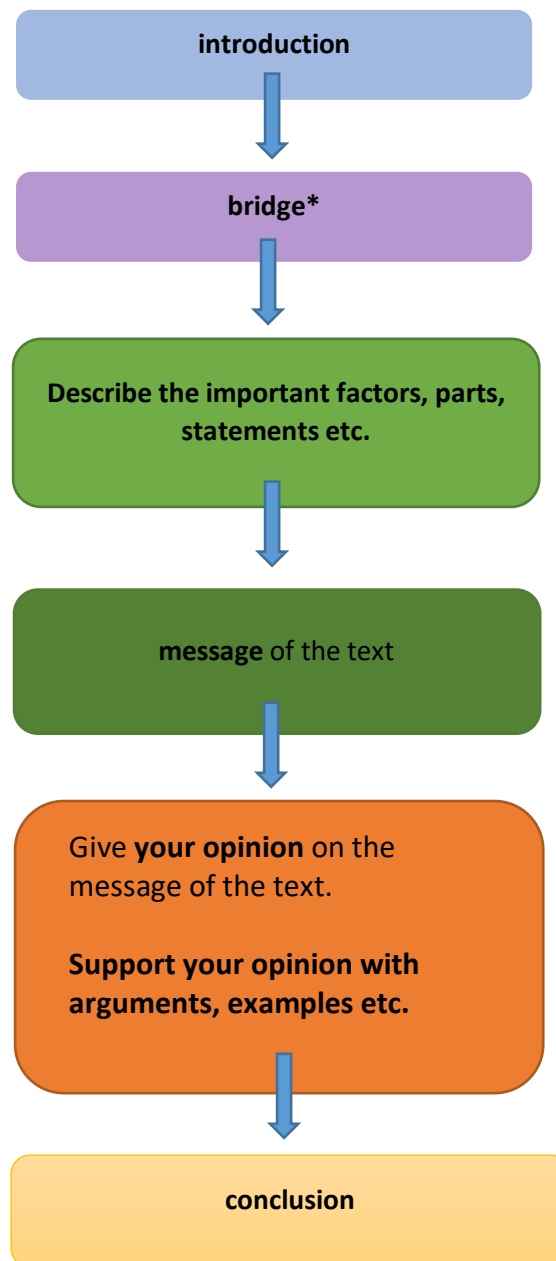 introduction
bridge*
Describe the important factors, parts,
statements etc.
message of the text
Give your opinion on the
message of the text.
Support your opinion with
arguments, examples etc.
conclusion